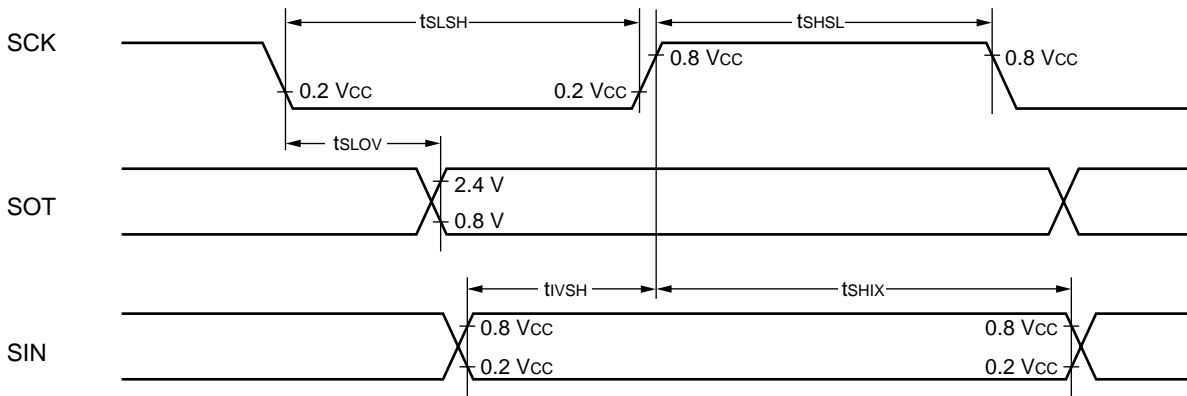 tSLSH tSHSL
SCK
0.8 VCC 0.8 VCC
0.2 VCC 0.2 VCC
tSLOV
2.4 V
SOT
0.8 V
tIVSH tSHIX
0.8 VCC 0.8 VCC
SIN
0.2 VCC 0.2 VCC